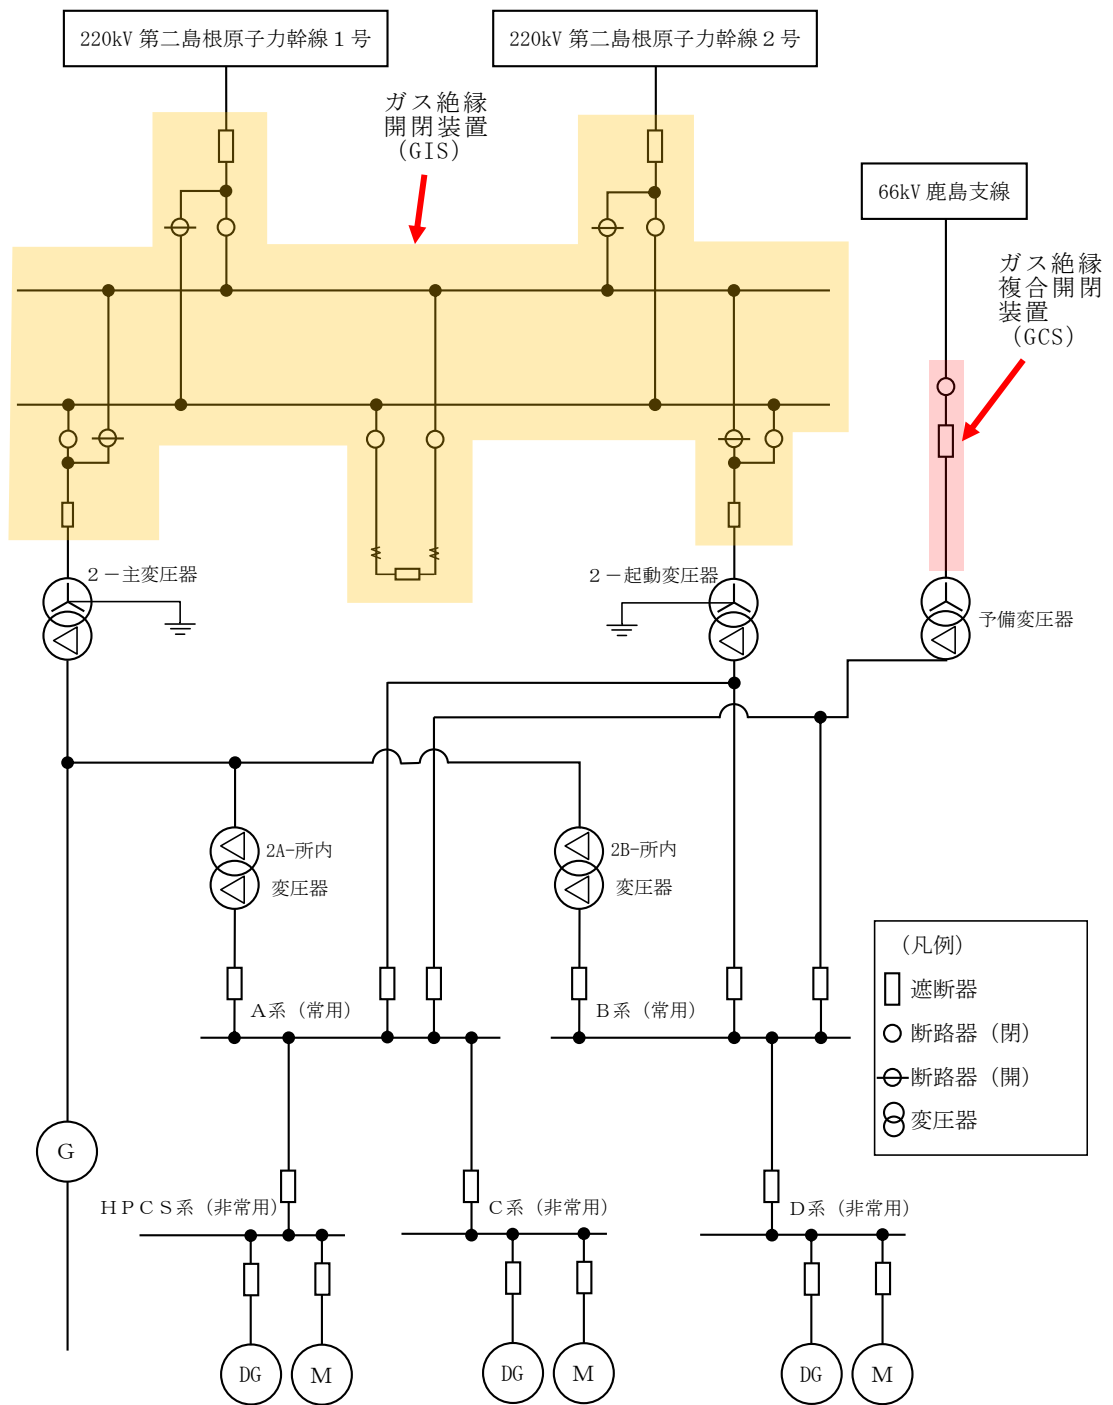 220kV 第二島根原子力幹線１号
220kV 第二島根原子力幹線２号
ガス絶縁
開閉装置
（GIS）
66kV 鹿島支線
ガス絶縁
複合開閉
装置
（GCS）
２－主変圧器
２－起動変圧器
予備変圧器
2A-所内
変圧器
2B-所内
変圧器
（凡例）
遮断器
断路器（閉）
断路器（開）
変圧器
Ａ系（常用）
Ｂ系（常用）
G
ＨＰＣＳ系（非常用）
Ｃ系（非常用）
Ｄ系（非常用）
DG
M
DG
M
DG
M